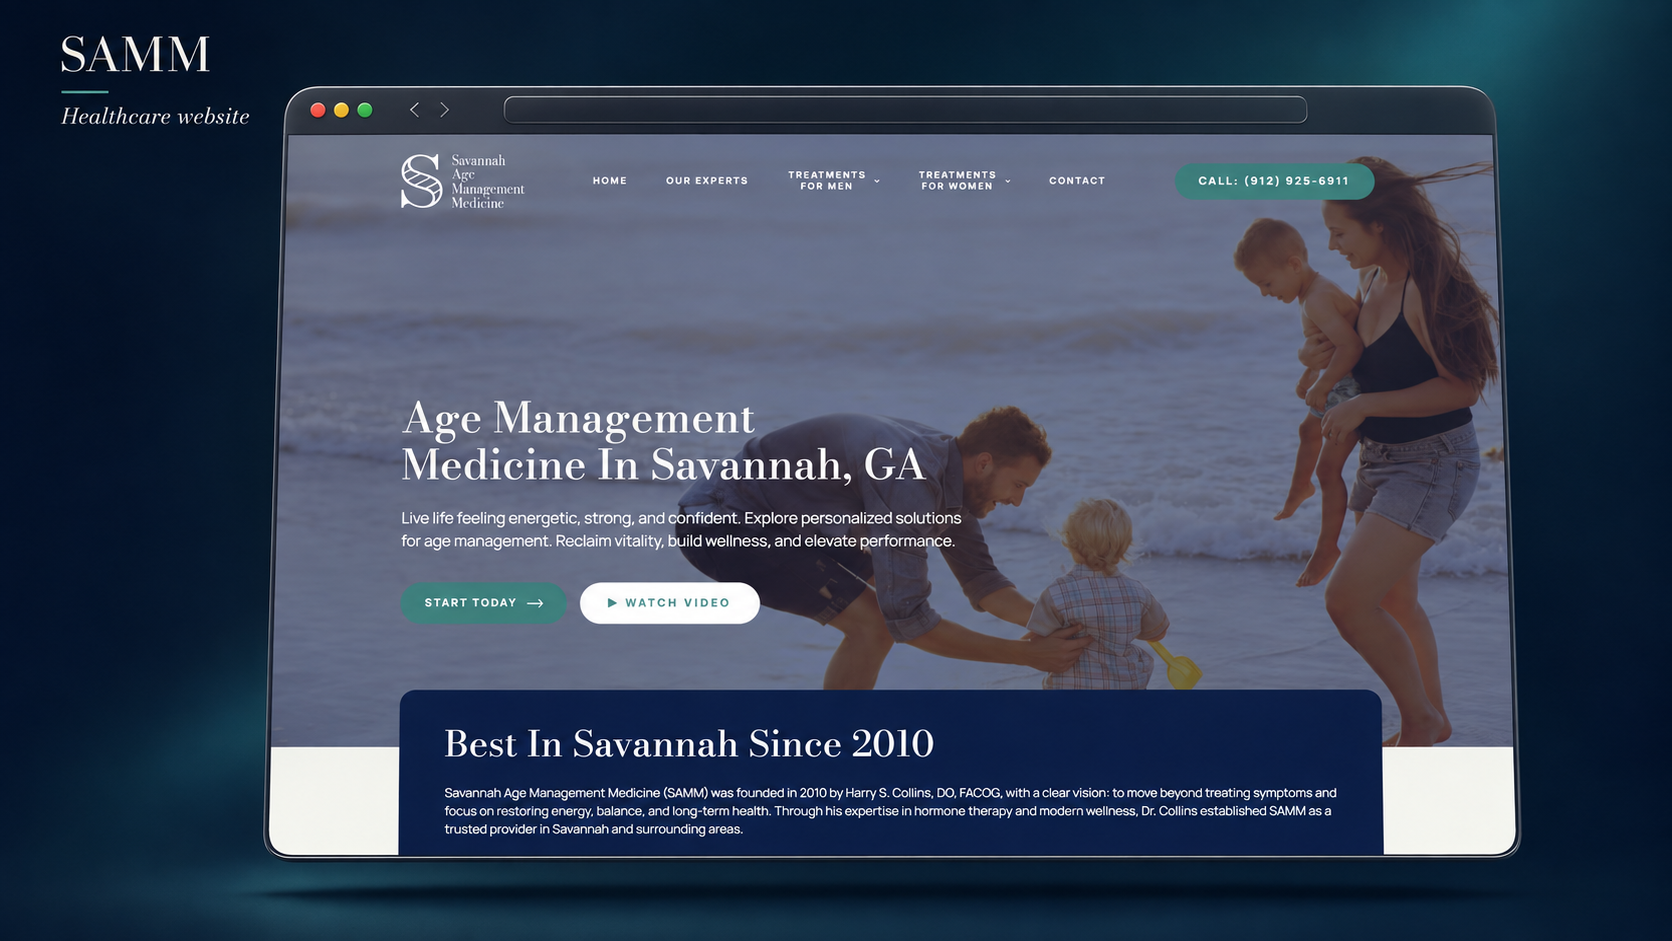 SAMM
Healthcare website
Savannah
Age
Management
Medicine
HOME
OUR EXPERTS
TREATMENTS
FOR MEN
TREATMENTS
FOR WOMEN
CONTACT
CALL: (912) 925-6911
Age Management
Medicine In Savannah, GA
Live life feeling energetic, strong, and confident. Explore personalized solutions
for age management. Reclaim vitality, build wellness, and elevate performance.
START TODAY
WATCH VIDEO
Best In Savannah Since 2010
Savannah Age Management Medicine (SAMM) was founded in 2010 by Harry S. Collins, DO, FACOG, with a clear vision: to move beyond treating symptoms and
focus on restoring energy, balance, and long-term health. Through his expertise in hormone therapy and modern wellness, Dr. Collins established SAMM as a
trusted provider in Savannah and surrounding areas.